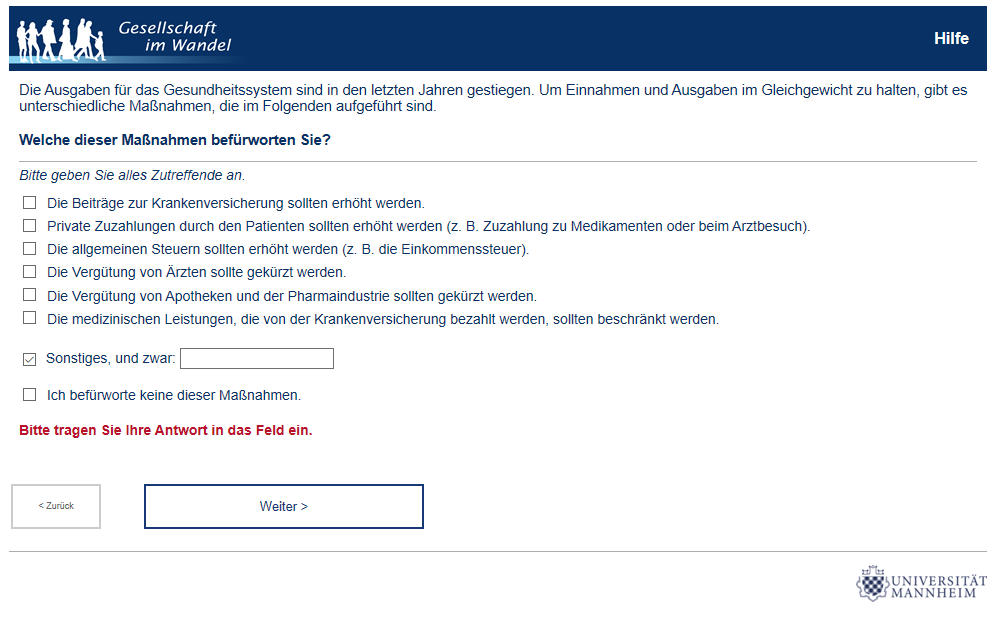 Gesellschaft
im Wandel
Hilfe
Die Ausgaben für das Gesundheitssystem sind in den letzten Jahren gestiegen. Um Einnahmen und Ausgaben im Gleichgewicht zu halten, gibt es
unterschiedliche Maßnahmen, die im Folgenden aufgeführt sind.
Welche dieser Maßnahmen befürworten Sie?
Bitte geben Sie alles Zutreffende an.
Die Beiträge zur Krankenversicherung sollten erhöht werden.
Private Zuzahlungen durch den Patienten sollten erhöht werden (z. B. Zuzahlung zu Medikamenten oder beim Arztbesuch).
Die allgemeinen Steuern sollten erhöht werden (z. B. die Einkommenssteuer).
Die Vergütung von Ärzten sollte gekürzt werden.
Die Vergütung von Apotheken und der Pharmaindustrie sollten gekürzt werden.
Die medizinischen Leistungen, die von der Krankenversicherung bezahlt werden, sollten beschränkt werden.
Sonstiges, und zwar:
Ich befürworte keine dieser Maßnahmen.
Bitte tragen Sie Ihre Antwort in das Feld ein.
< Zurück
Weiter >
UNIVERSITÄT
MANNHEIM